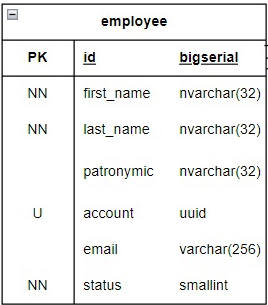 employee
PK id bigserial
NN first_name nvarchar(32)
NN last_name nvarchar(32)
patronymic nvarchar(32)
U account uuid
email varchar(256)
NN status smallint